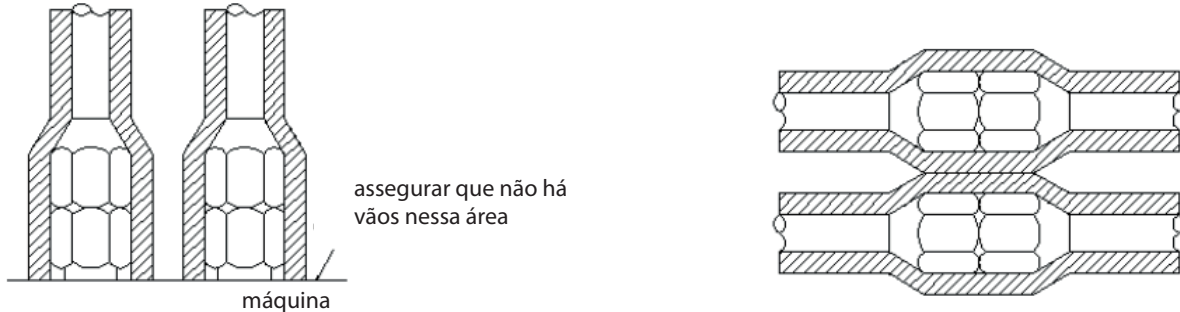 assegurar que não há
vãos nessa área
máquina